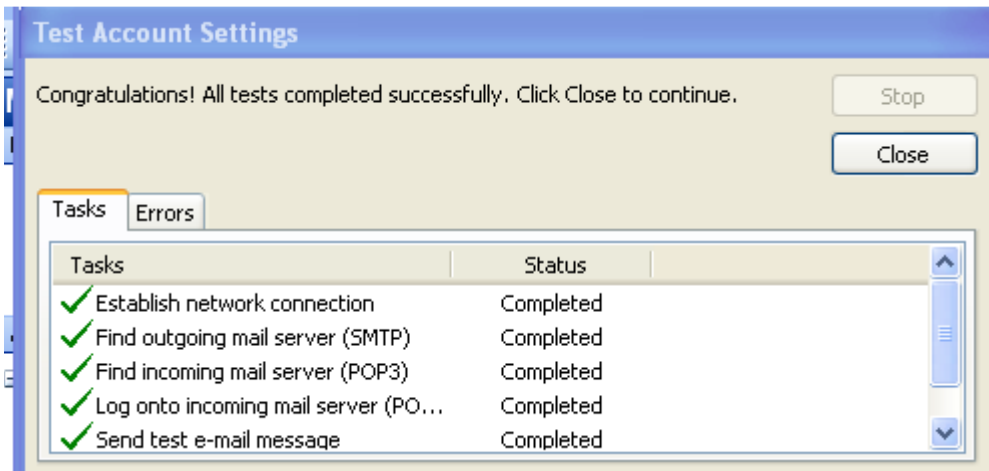 Test Account Settings
Congratulations! All tests completed successfully. Click Close to continue.
Stop
Close
Tasks
Errors
Tasks Status
Establish network connection Completed
Find outgoing mail server (SMTP) Completed
Find incoming mail server (POP3) Completed
Log onto incoming mail server (PO... Completed
Send test e-mail message Completed